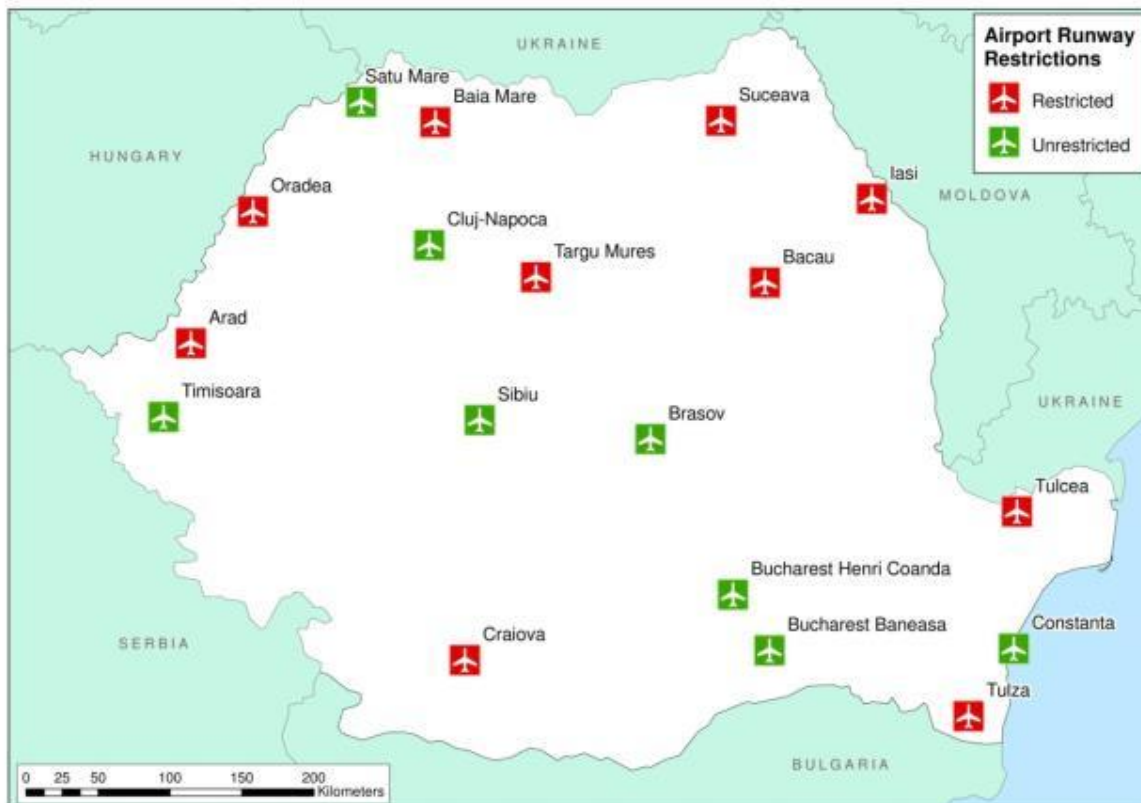 UKRAINE
Airport Runway
Restrictions
Restricted
Unrestricted
Satu Mare
Baia Mare
Suceava
HUNGARY
Oradea
Iasi
MOLDOVA
Cluj-Napoca
Targu Mures
Bacau
Arad
Timisoara
Sibiu
Brasov
UKRAINE
Tulcea
Bucharest Henri Coanda
Bucharest Baneasa
Constanta
SERBIA
Craiova
Tulza
BULGARIA
0 25 50 100 150 200
Kilometers